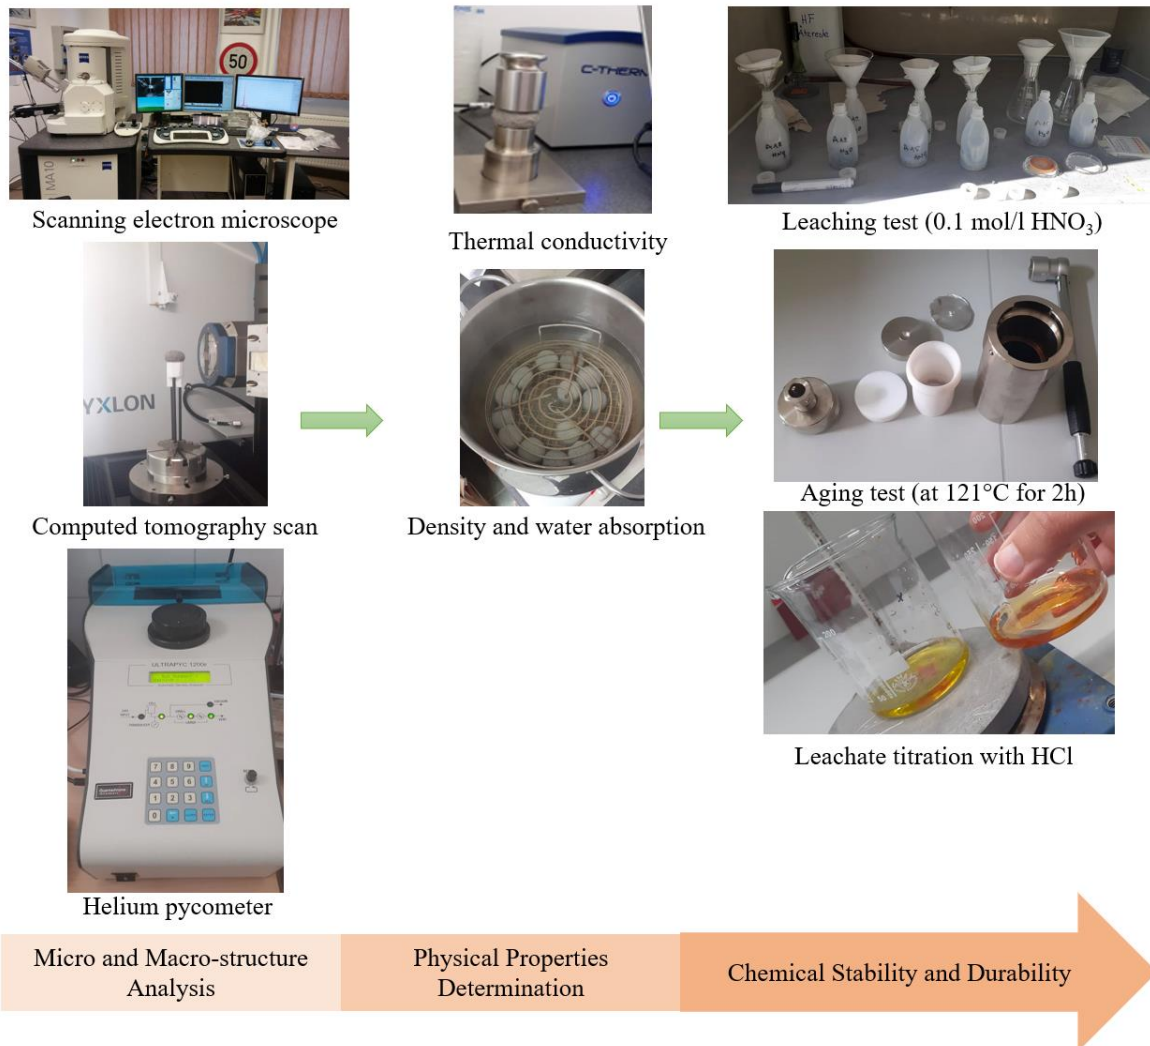 50
MA10
Scanning electron microscope
C-THERM
Thermal conductivity
HF
Leaching test (0.1 mol/l HNO₃)
YXLON
Computed tomography scan
Density and water absorption
Aging test (at 121°C for 2h)
ULTRAPYC 1200e
7 8 9
4 5 6
1 2 3
0
Helium pycometer
Leachate titration with HCl
Micro and Macro-structure
Analysis
Physical Properties
Determination
Chemical Stability and Durability